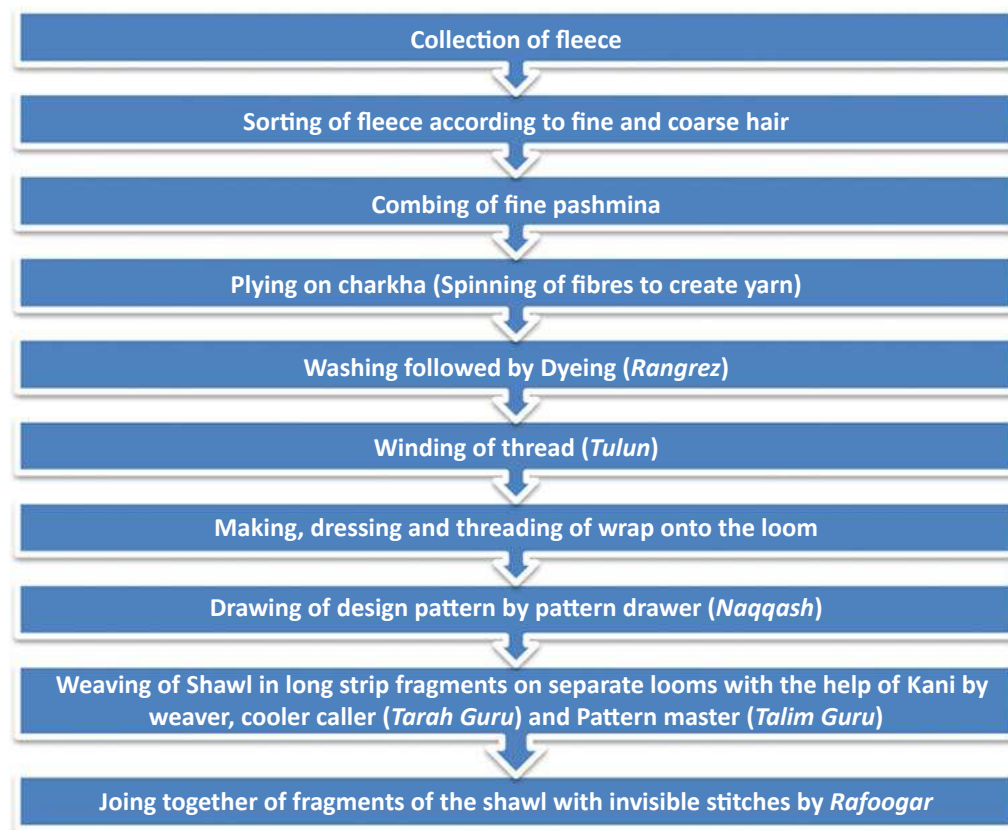 Collection of fleece
Sorting of fleece according to fine and coarse hair
Combing of fine pashmina
Plying on charkha (Spinning of fibres to create yarn)
Washing followed by Dyeing (Rangrez)
Winding of thread (Tulun)
Making, dressing and threading of wrap onto the loom
Drawing of design pattern by pattern drawer (Naqqash)
Weaving of Shawl in long strip fragments on separate looms with the help of Kani by
weaver, cooler caller (Tarah Guru) and Pattern master (Talim Guru)
Joing together of fragments of the shawl with invisible stitches by Rafoogar